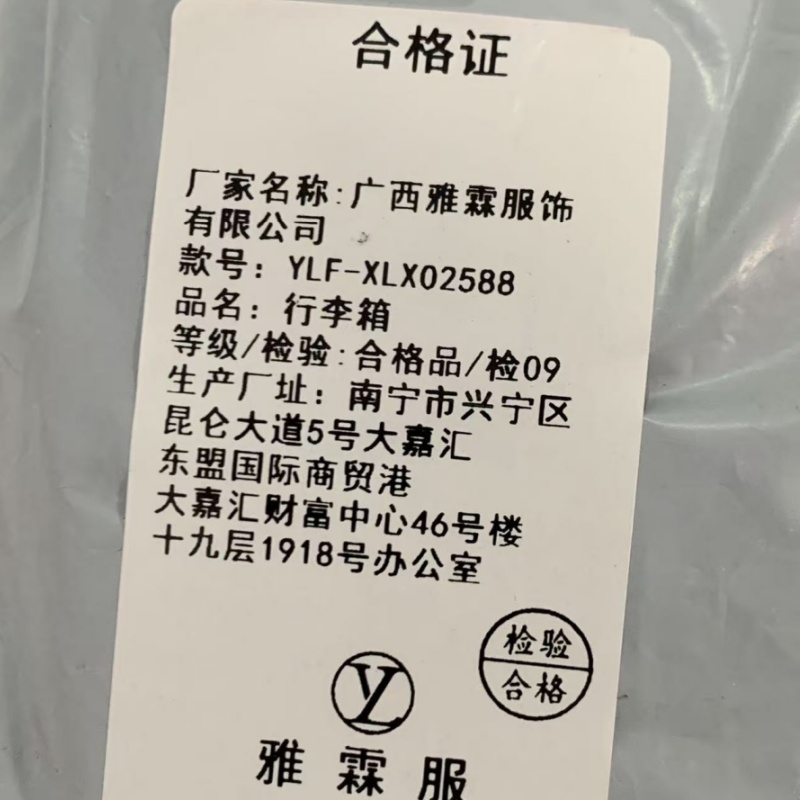 合格证
厂家名称:广西雅霖服饰
有限公司
款号：YLF-XLX02588
品名：行李箱
等级/检验:合格品/检09
生产厂址：南宁市兴宁区
昆仑大道5号大嘉汇
东盟国际商贸港
大嘉汇财富中心46号楼
十九层1918号办公室
检验
合格
YL
雅霖服